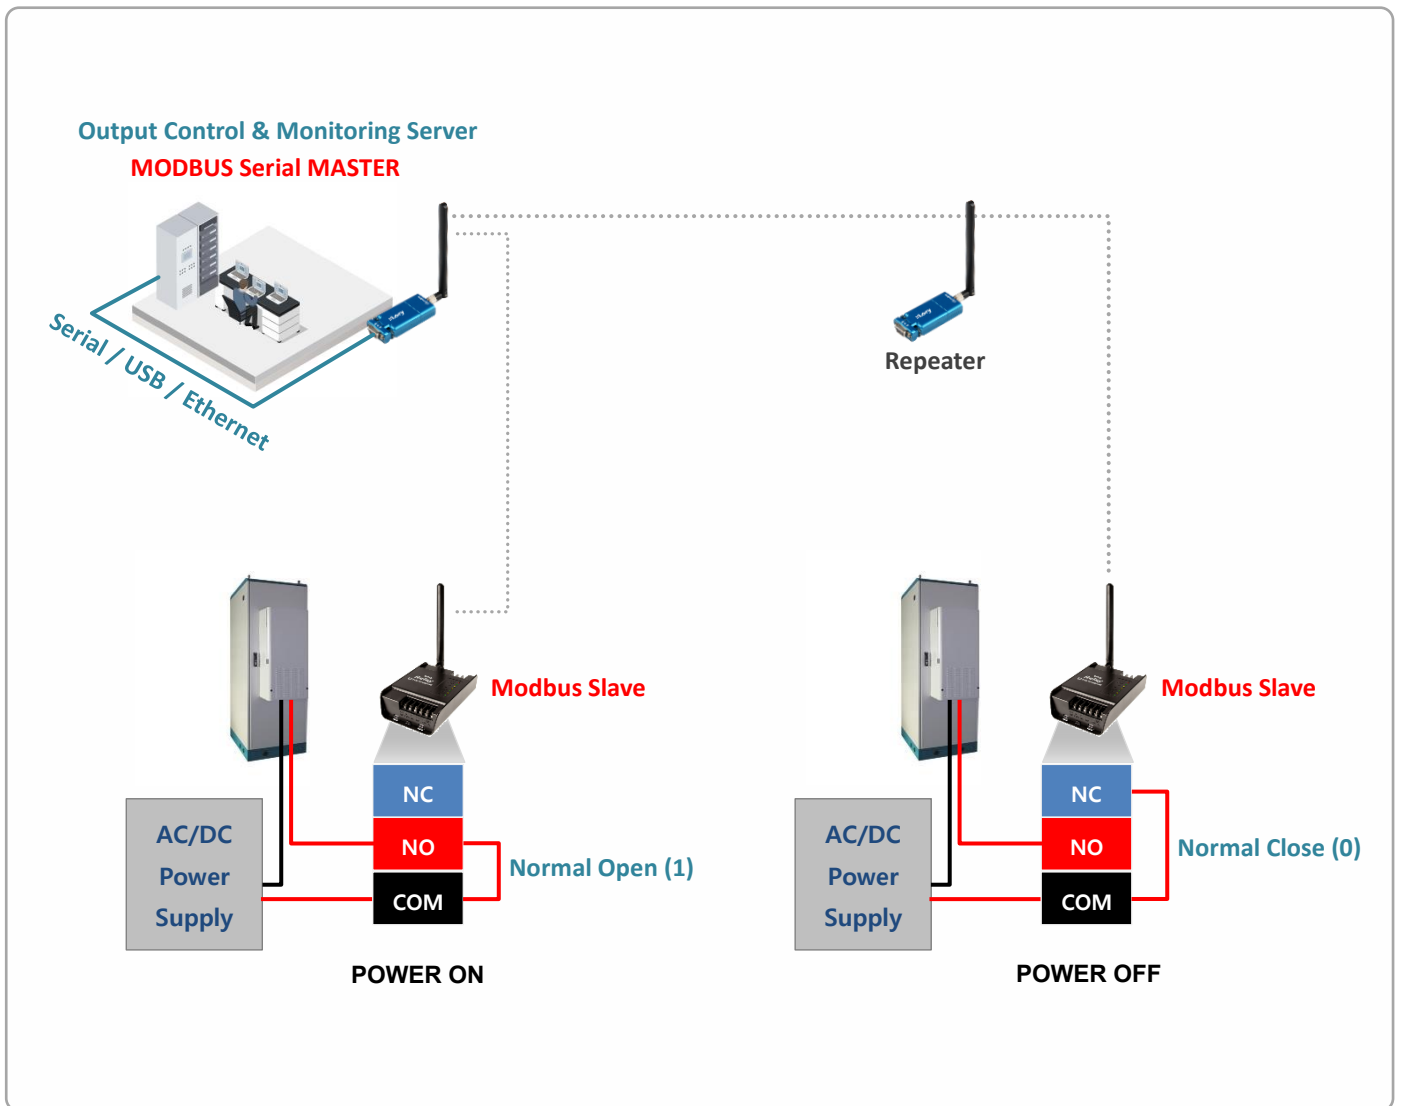 Output Control & Monitoring Server
MODBUS Serial MASTER
Serial / USB / Ethernet
Repeater
Modbus Slave
Modbus Slave
NC
NO
COM
AC/DC
Power
Supply
Normal Open (1)
POWER ON
NC
NO
COM
AC/DC
Power
Supply
Normal Close (0)
POWER OFF